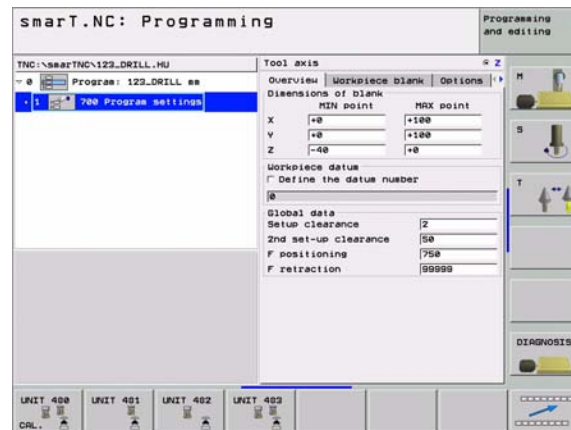 smarT.NC: Programming
Programming
and editing
TNC:\smarTNC\123_DRILL.HU
0 Program: 123_DRILL mm
1 700 Program settings
Tool axis Z
Overview Workpiece blank Options
Dimensions of blank
MIN point MAX point
X +0 +100
Y +0 +100
Z -40 +0
Workpiece datum
Define the datum number
0
Global data
Setup clearance 2
2nd set-up clearance 50
F positioning 750
F retraction 99999
M
S
T
DIAGNOSIS
UNIT 400
CAL.
UNIT 401
UNIT 402
UNIT 403